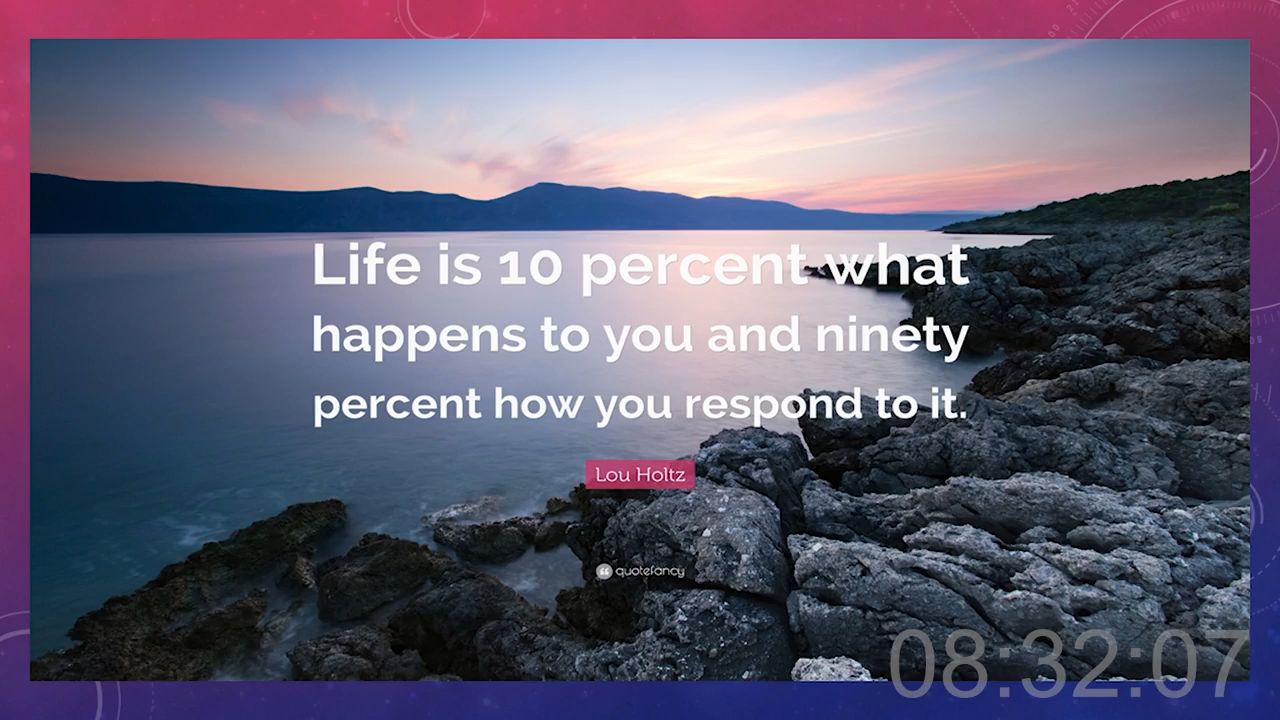 Life is 10 percent what
happens to you and ninety
percent how you respond to it.
Lou Holtz
quotefancy
08:32:07